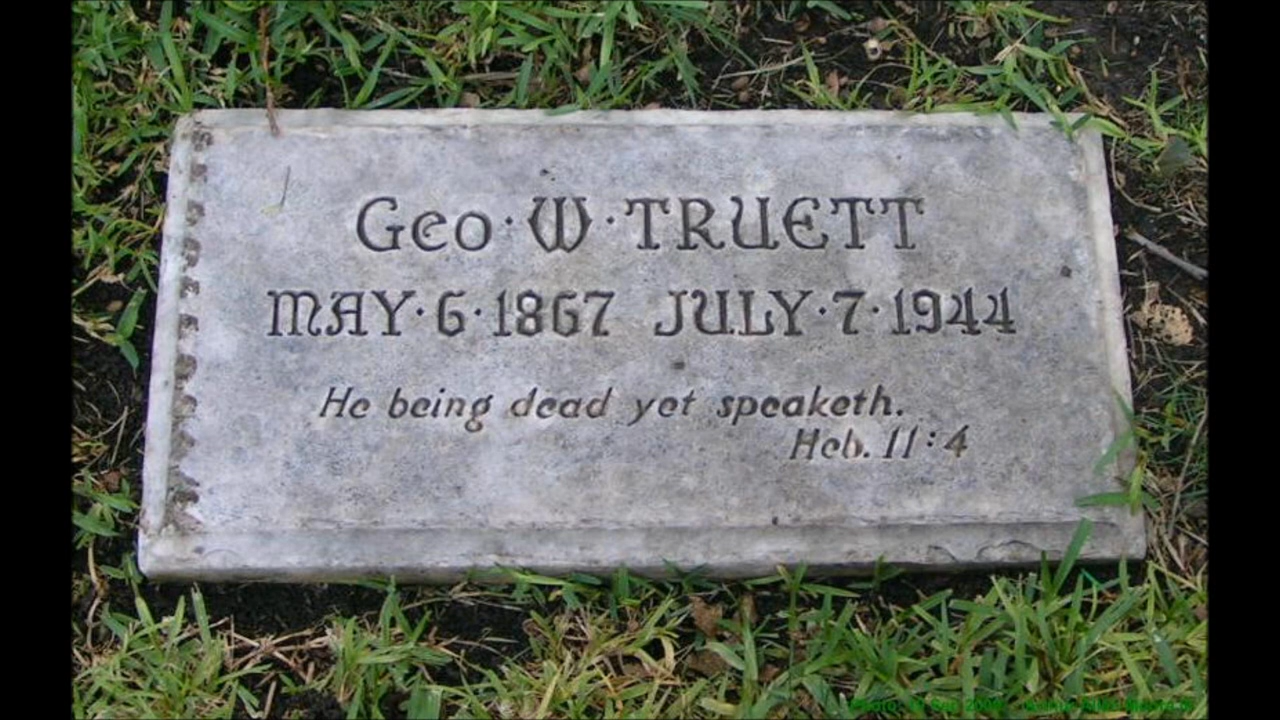 Geo·W·TRUETT
MAY·6·1867 JULY·7·1944
He being dead yet speaketh.
Heb. 11:4